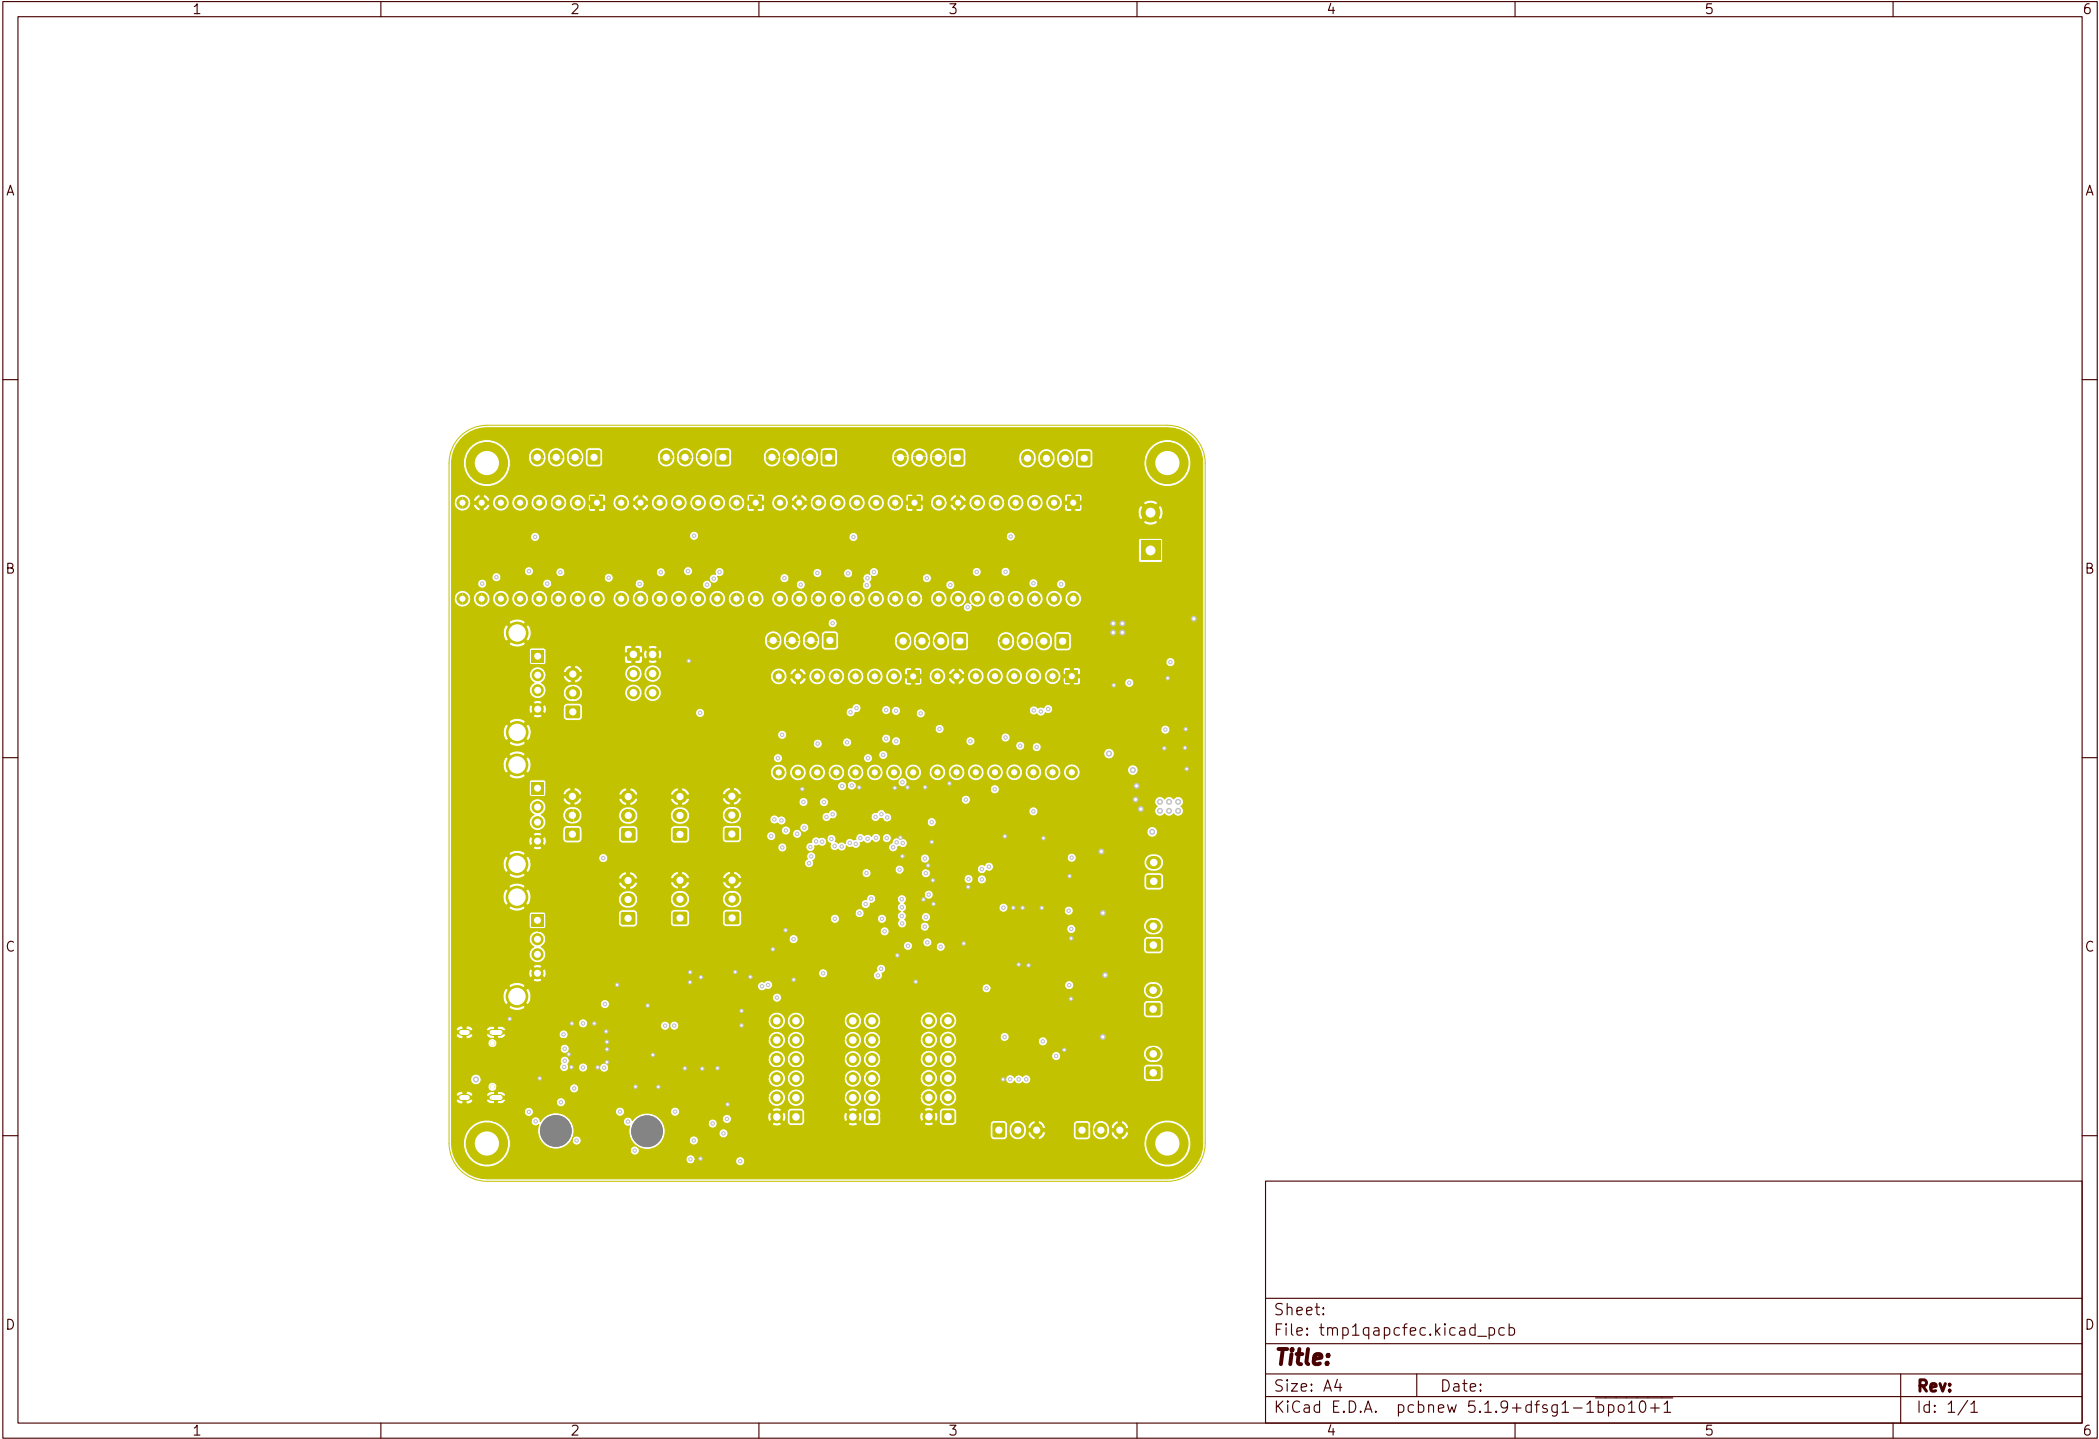 1 2 3 4 5 6
A A
B B
C C
D D
Sheet:
File: tmp1qapcfec.kicad_pcb
Title:
Size: A4 Date: Rev:
KiCad E.D.A. pcbnew 5.1.9+dfsg1-1bpo10+1 Id: 1/1
1 2 3 4 5 6